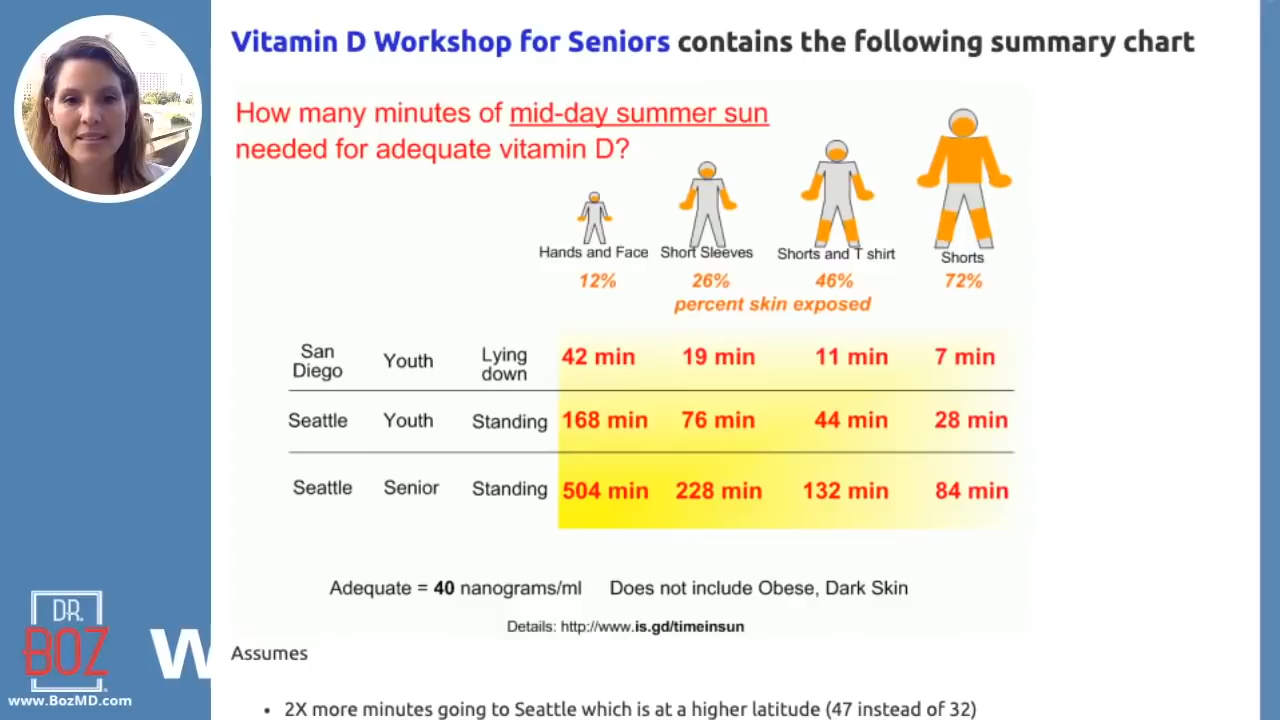 Vitamin D Workshop for Seniors contains the following summary chart
How many minutes of mid-day summer sun
needed for adequate vitamin D?
Hands and Face Short Sleeves Shorts and T shirt Shorts
12% 26% 46% 72%
percent skin exposed
San Diego Youth Lying down 42 min 19 min 11 min 7 min
Seattle Youth Standing 168 min 76 min 44 min 28 min
Seattle Senior Standing 504 min 228 min 132 min 84 min
Adequate = 40 nanograms/ml Does not include Obese, Dark Skin
Details: http://www.is.gd/timeinsun
Assumes
• 2X more minutes going to Seattle which is at a higher latitude (47 instead of 32)
DR.
BOZ
W
www.BozMD.com